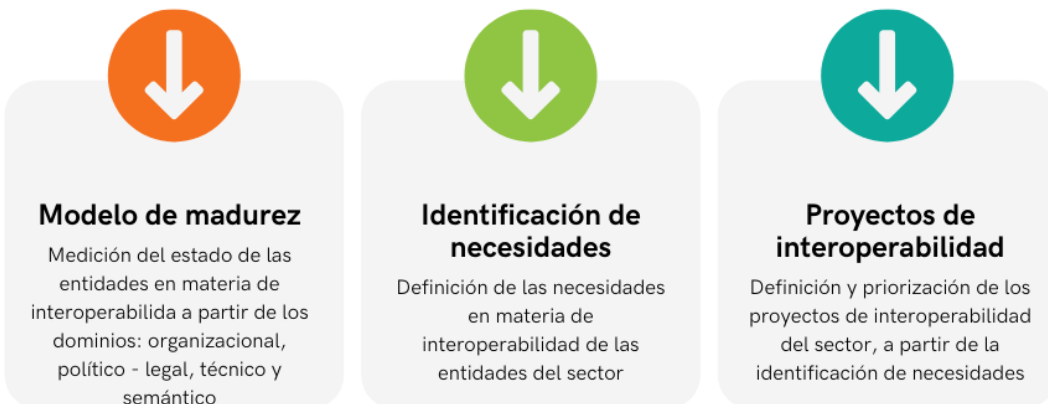 Modelo de madurez
Medición del estado de las
entidades en materia de
interoperabilida a partir de los
dominios: organizacional,
político - legal, técnico y
semántico
Identificación de
necesidades
Definición de las necesidades
en materia de
interoperabilidad de las
entidades del sector
Proyectos de
interoperabilidad
Definición y priorización de los
proyectos de interoperabilidad
del sector, a partir de la
identificación de necesidades